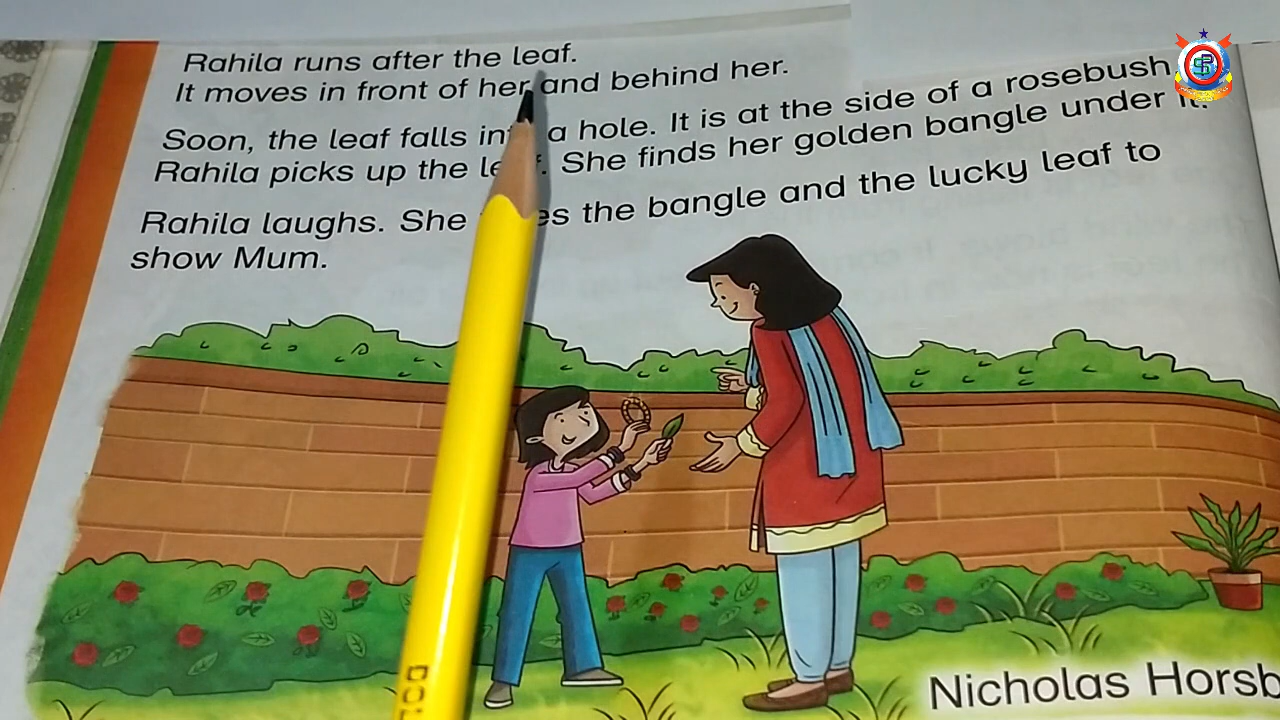 Rahila runs after the leaf.
It moves in front of her and behind her.
Soon, the leaf falls a hole. It is at the side of a rosebush
Rahila picks up the She finds her golden bangle under it.
Rahila laughs. She the bangle and the lucky leaf to
show Mum.
Nicholas Horsb